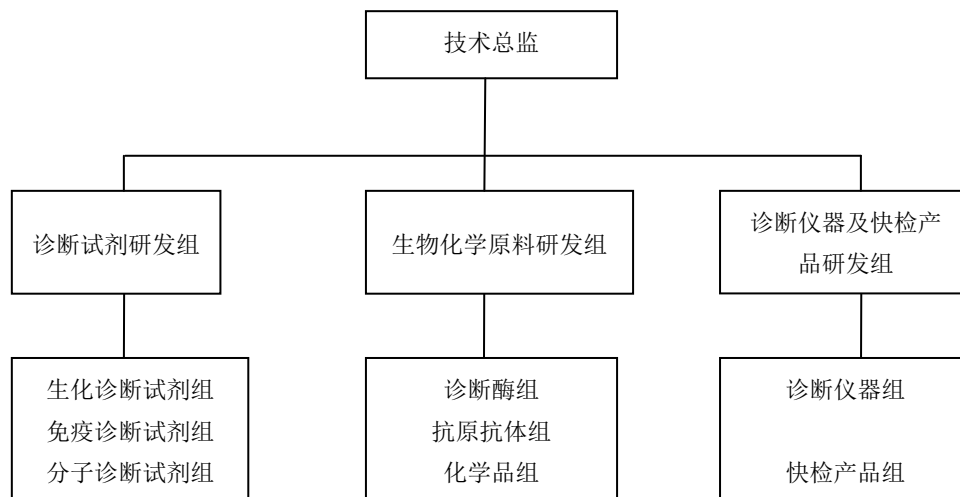 技术总监
诊断试剂研发组
生物化学原料研发组
诊断仪器及快检产
品研发组
生化诊断试剂组
免疫诊断试剂组
分子诊断试剂组
诊断酶组
抗原抗体组
化学品组
诊断仪器组
快检产品组